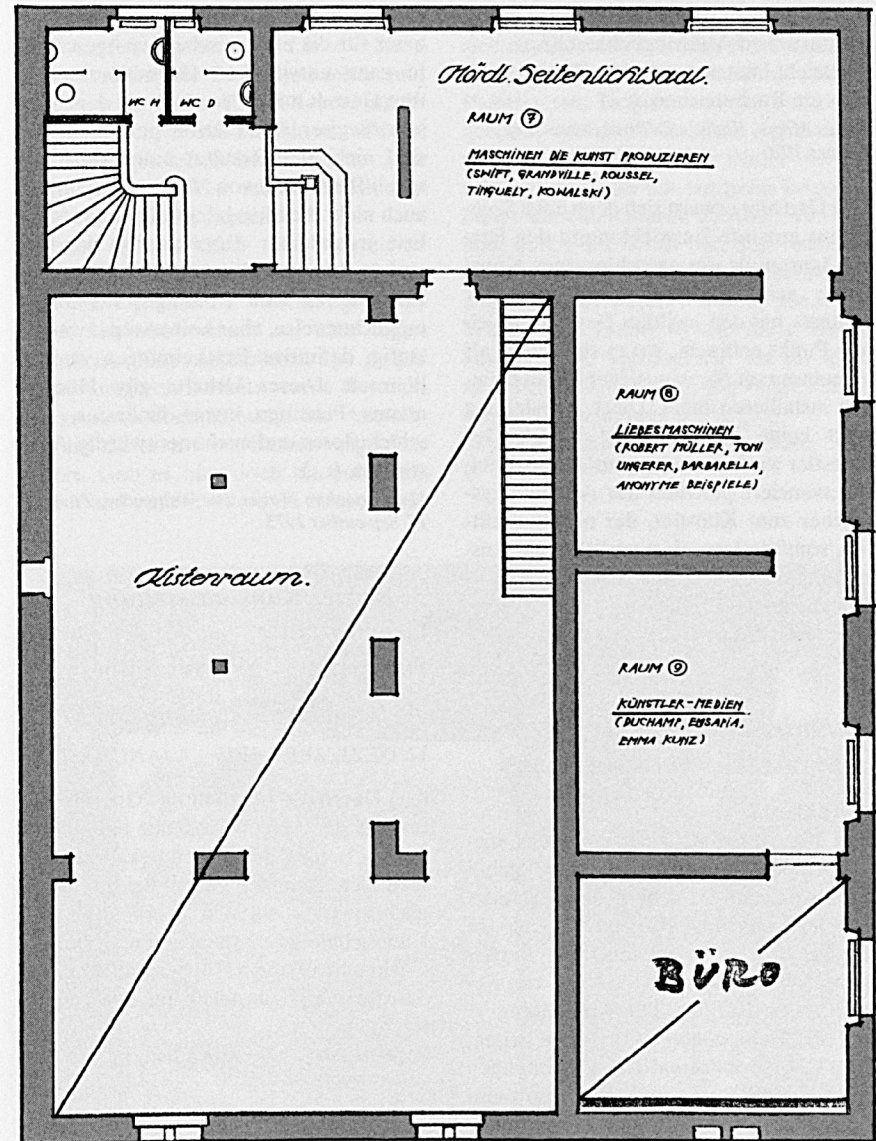 Nördl. Seitenlichtsaal.
WC H
WC D
RAUM ⑦
MASCHINEN DIE KUNST PRODUZIEREN
(SWIFT, GRANDVILLE, ROUSSEL,
TINGUELY, KOWALSKI)
RAUM ⑧
LIEBESMASCHINEN
(ROBERT MÜLLER, TOMI
UNGERER, BARBARELLA,
ANONYME BEISPIELE)
Kistenraum.
RAUM ⑨
KÜNSTLER-MEDIEN
(DUCHAMP, EUSAPIA,
EMMA KUNZ)
BÜRO